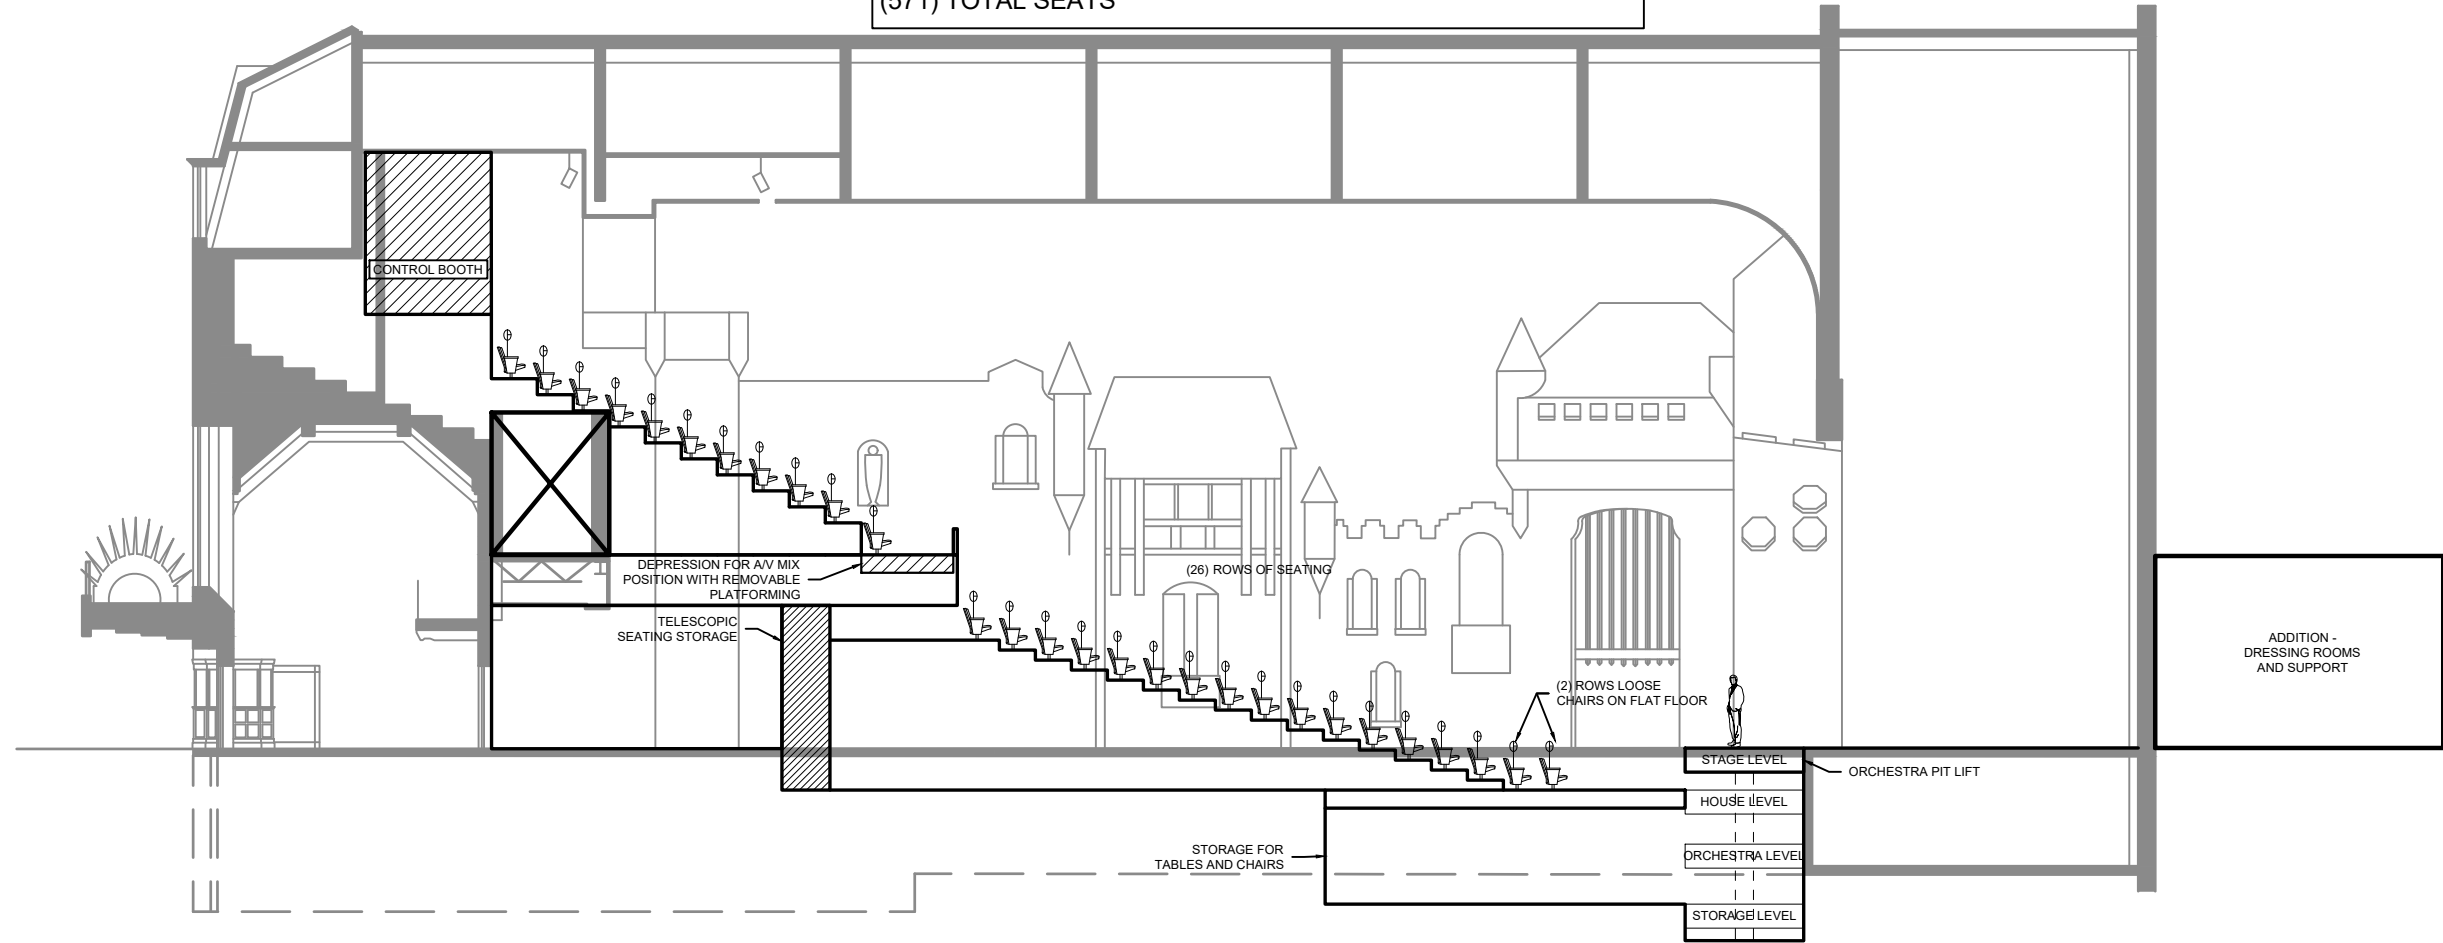 (571) TOTAL SEATS
CONTROL BOOTH
DEPRESSION FOR A/V MIX
POSITION WITH REMOVABLE
PLATFORMING
(26) ROWS OF SEATING
TELESCOPIC
SEATING STORAGE
ADDITION -
DRESSING ROOMS
AND SUPPORT
(2) ROWS LOOSE
CHAIRS ON FLAT FLOOR
STAGE LEVEL
ORCHESTRA PIT LIFT
HOUSE LEVEL
STORAGE FOR
TABLES AND CHAIRS
ORCHESTRA LEVEL
STORAGE LEVEL